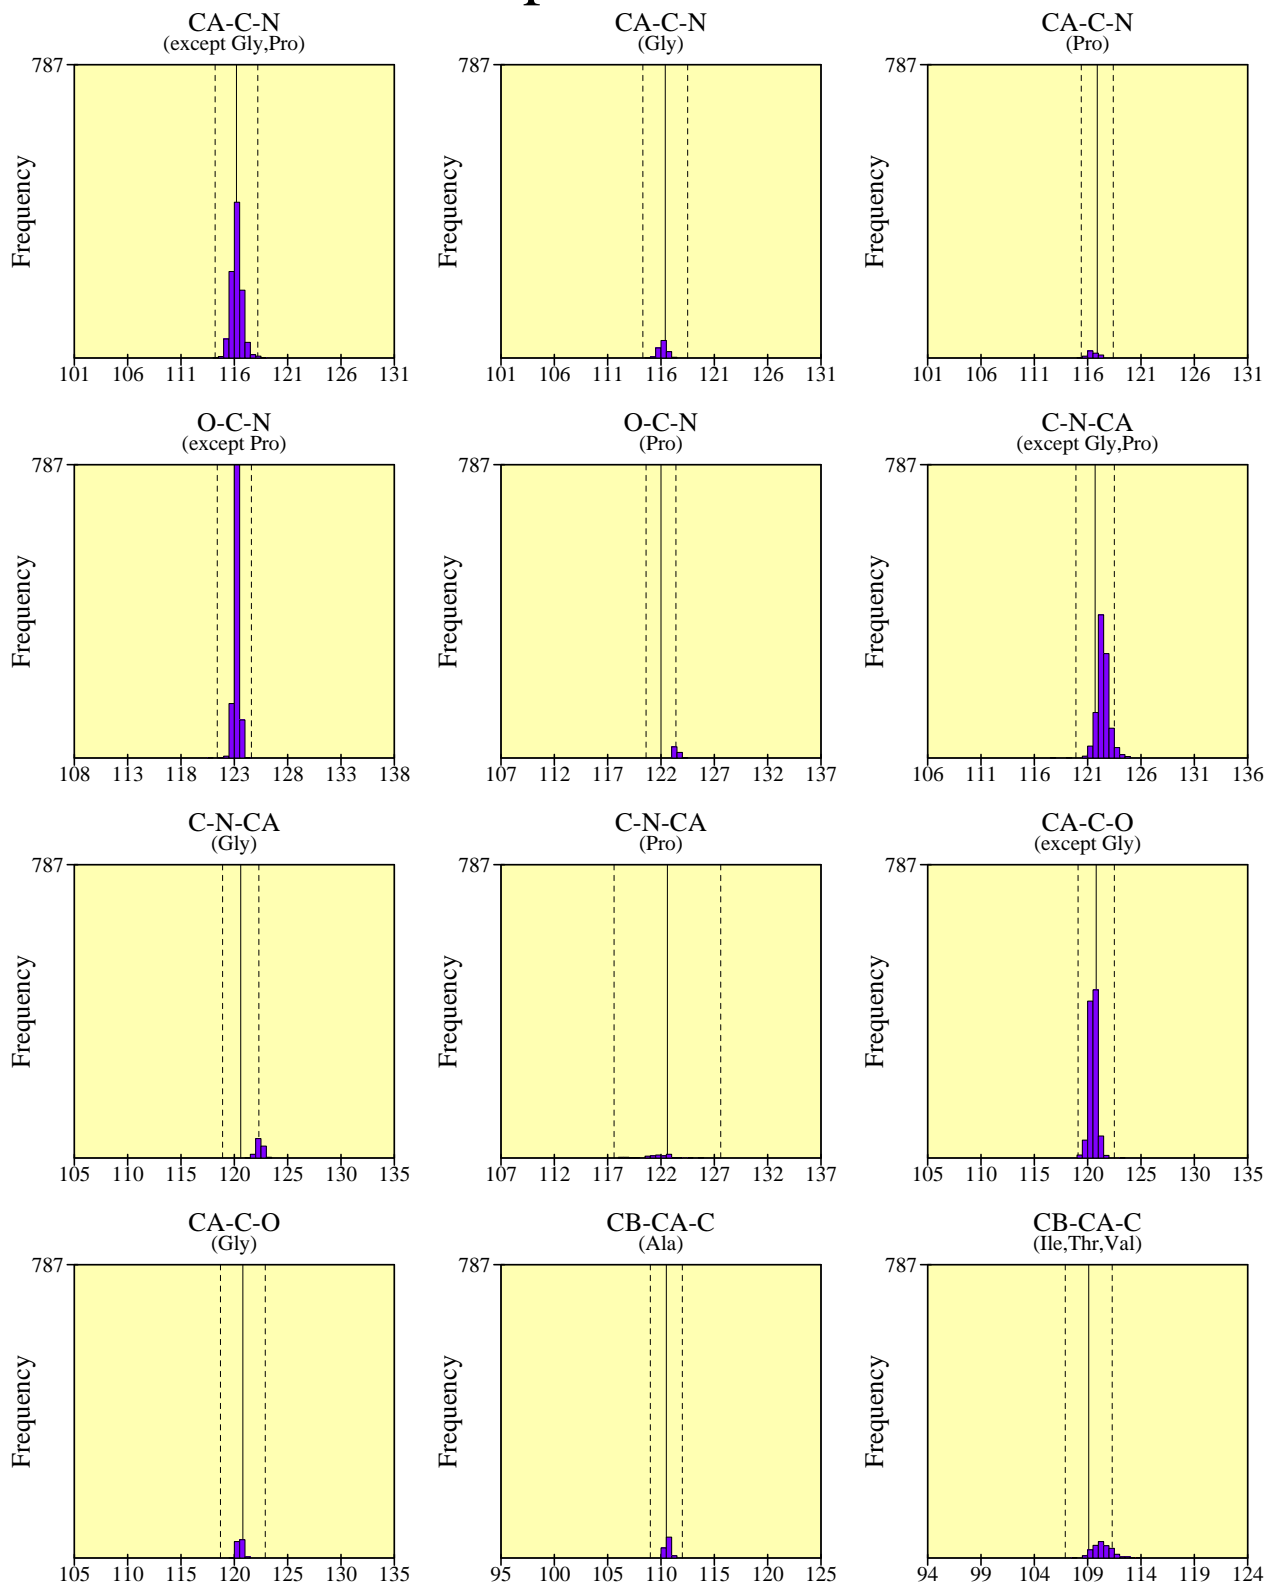 CA-C-N CA-C-N CA-C-N
(except Gly,Pro) (Gly) (Pro)
787 787 787
Frequency Frequency Frequency
101 106 111 116 121 126 131 101 106 111 116 121 126 131 101 106 111 116 121 126 131
O-C-N O-C-N C-N-CA
(except Pro) (Pro) (except Gly,Pro)
787 787 787
Frequency Frequency Frequency
108 113 118 123 128 133 138 107 112 117 122 127 132 137 106 111 116 121 126 131 136
C-N-CA C-N-CA CA-C-O
(Gly) (Pro) (except Gly)
787 787 787
Frequency Frequency Frequency
105 110 115 120 125 130 135 107 112 117 122 127 132 137 105 110 115 120 125 130 135
CA-C-O CB-CA-C CB-CA-C
(Gly) (Ala) (Ile,Thr,Val)
787 787 787
Frequency Frequency Frequency
105 110 115 120 125 130 135 95 100 105 110 115 120 125 94 99 104 109 114 119 124